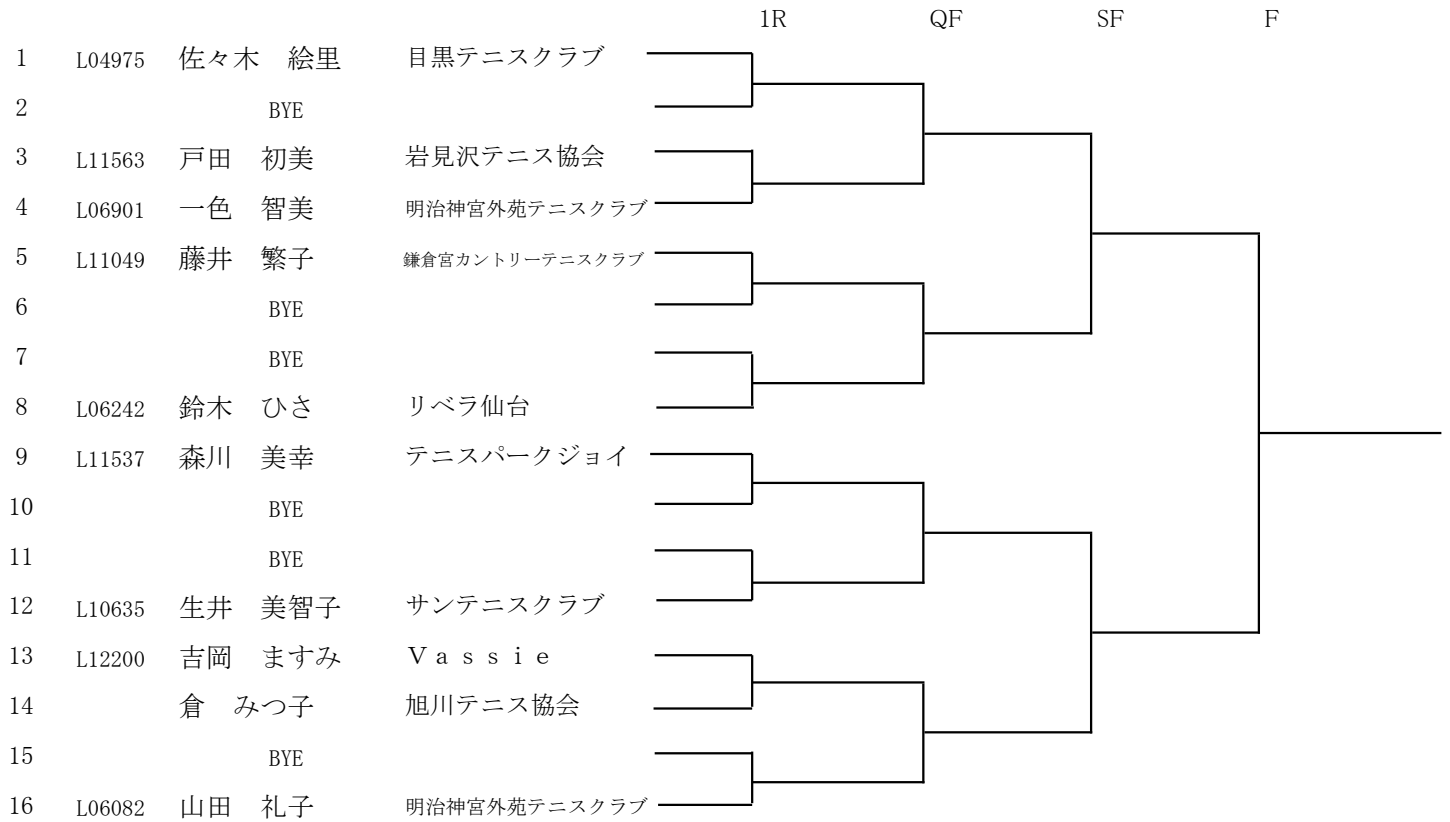 1R QF SF F
1 L04975 佐々木　絵里 目黒テニスクラブ
2 BYE
3 L11563 戸田　初美 岩見沢テニス協会
4 L06901 一色　智美 明治神宮外苑テニスクラブ
5 L11049 藤井　繁子 鎌倉宮カントリーテニスクラブ
6 BYE
7 BYE
8 L06242 鈴木　ひさ リベラ仙台
9 L11537 森川　美幸 テニスパークジョイ
10 BYE
11 BYE
12 L10635 生井　美智子 サンテニスクラブ
13 L12200 吉岡　ますみ Ｖａｓｓｉｅ
14 倉　みつ子 旭川テニス協会
15 BYE
16 L06082 山田　礼子 明治神宮外苑テニスクラブ